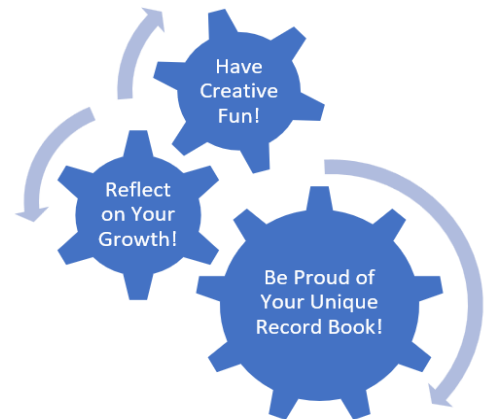 Have
Creative
Fun!
Reflect
on Your
Growth!
Be Proud of
Your Unique
Record Book!